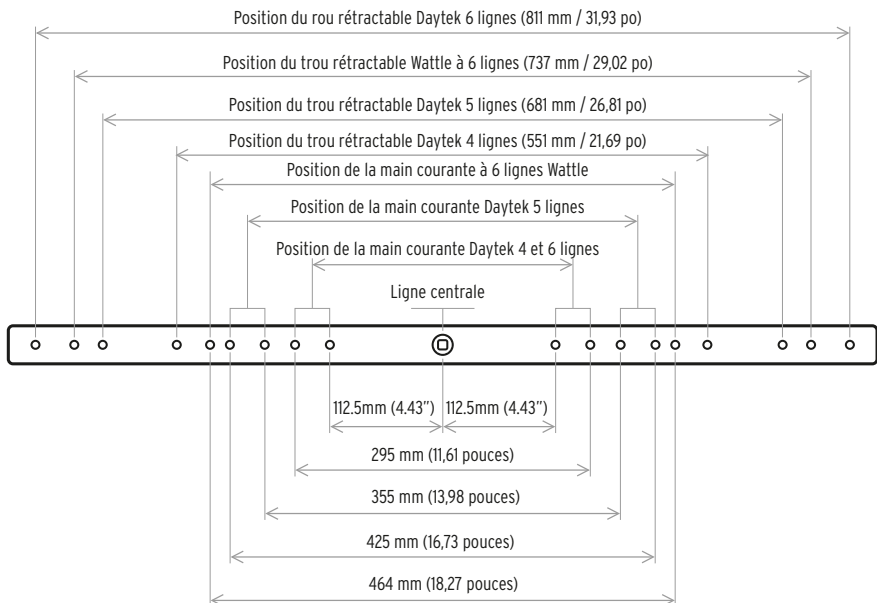 Position du rou rétractable Daytek 6 lignes (811 mm / 31,93 po)
Position du trou rétractable Wattle à 6 lignes (737 mm / 29,02 po)
Position du trou rétractable Daytek 5 lignes (681 mm / 26,81 po)
Position du trou rétractable Daytek 4 lignes (551 mm / 21,69 po)
Position de la main courante à 6 lignes Wattle
Position de la main courante Daytek 5 lignes
Position de la main courante Daytek 4 et 6 lignes
Ligne centrale
112.5mm (4.43”) 112.5mm (4.43”)
295 mm (11,61 pouces)
355 mm (13,98 pouces)
425 mm (16,73 pouces)
464 mm (18,27 pouces)